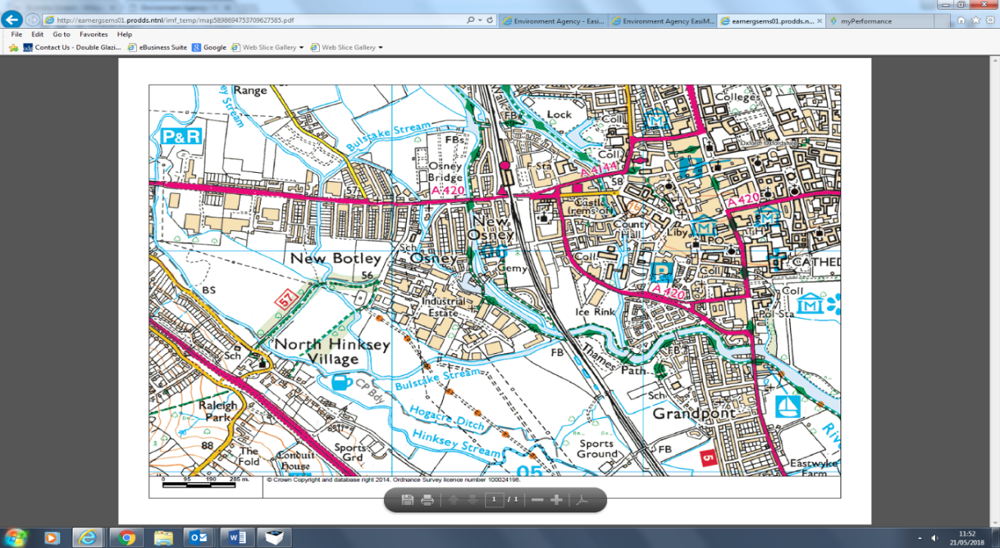 http://eamergsems01.prodds.ntnl/imf_temp/map5898694753709627585.pdf
Environment Agency - Easi...
Environment Agency EasiM...
eamergsems01.prodds.n...
myPerformance
File Edit Go to Favorites Help
Contact Us - Double Glazi...
eBusiness Suite
Google
Web Slice Gallery
Web Slice Gallery
Range
ey Stream
FB
Lock
Coll
M
Colleges
P&R
Bulstake Stream
FBs
Oxford Oxfordshire
Coll
Osney
Bridge
Sta
A 4144
57
A 420
58
A 420
Castle
(rems of)
16
New
Osney
County
Hall
M
Liby
PO
M
Sch
06
New Botley
Osney
Cemy
Coll
P
Coll
CATHED
56
BS
57
A 420
Coll
M
Industrial
Estate
Ice Rink
Pol Sta
North Hinksey
Village
Sch
FB
Thames
Path
FB
Bulstake Stream
CP Bdy
Sch
Raleigh
Park
Hogacre Ditch
Grandpont
Hinksey Stream
Riv
88
The
Fold
Sports
Grd
Conduit
House
Sports
Ground
FB
5
05
Eastwyke
Farm
0 95 190 285 m.
© Crown Copyright and database right 2014. Ordnance Survey licence number 100024198.
1 / 1
11:52
21/05/2018